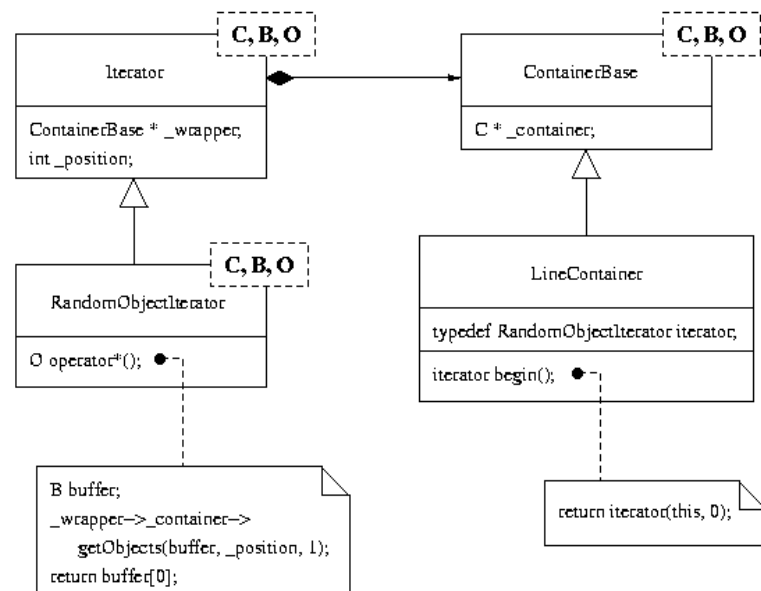 C, B, O
Iterator
ContainerBase * _wrapper;
int _position;
C, B, O
ContainerBase
C * _container;
C, B, O
RandomObjectIterator
O operator*();
LineContainer
typedef RandomObjectIterator iterator;
iterator begin();
B buffer;
_wrapper->_container->
getObjects(buffer, _position, 1);
return buffer[0];
return iterator(this, 0);